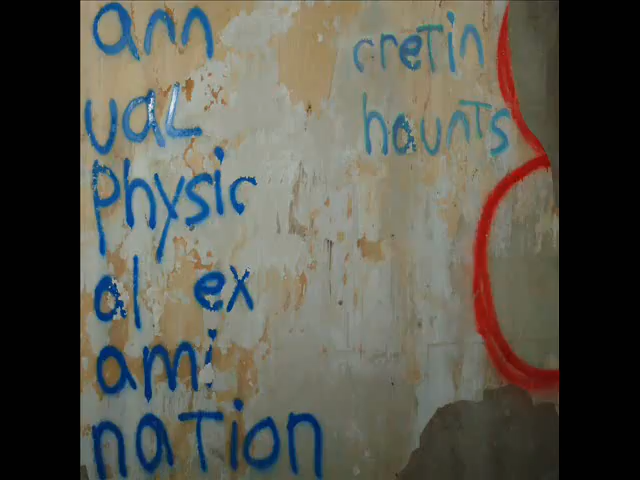 ann
ual
physic
al ex
ami
nation
cretin
haunts